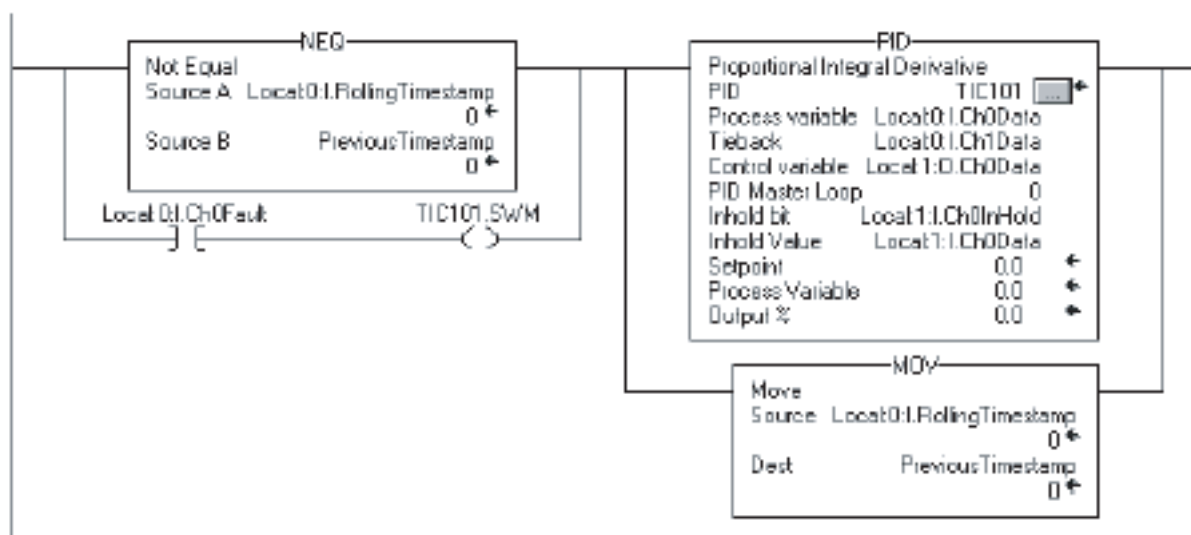 NEQ
Not Equal
Source A Local:0:I.RollingTimestamp
0
Source B PreviousTimestamp
0
Local:0:I.Ch0Fault TIC101.SWM
PID
Proportional Integral Derivative
PID TIC101 ...
Process variable Local:0:I.Ch0Data
Tieback Local:0:I.Ch1Data
Control variable Local:1:O.Ch0Data
PID Master Loop 0
Inhold bit Local:1:I.Ch0InHold
Inhold Value Local:1:I.Ch0Data
Setpoint 0.0
Process Variable 0.0
Output % 0.0
MOV
Move
Source Local:0:I.RollingTimestamp
0
Dest PreviousTimestamp
0